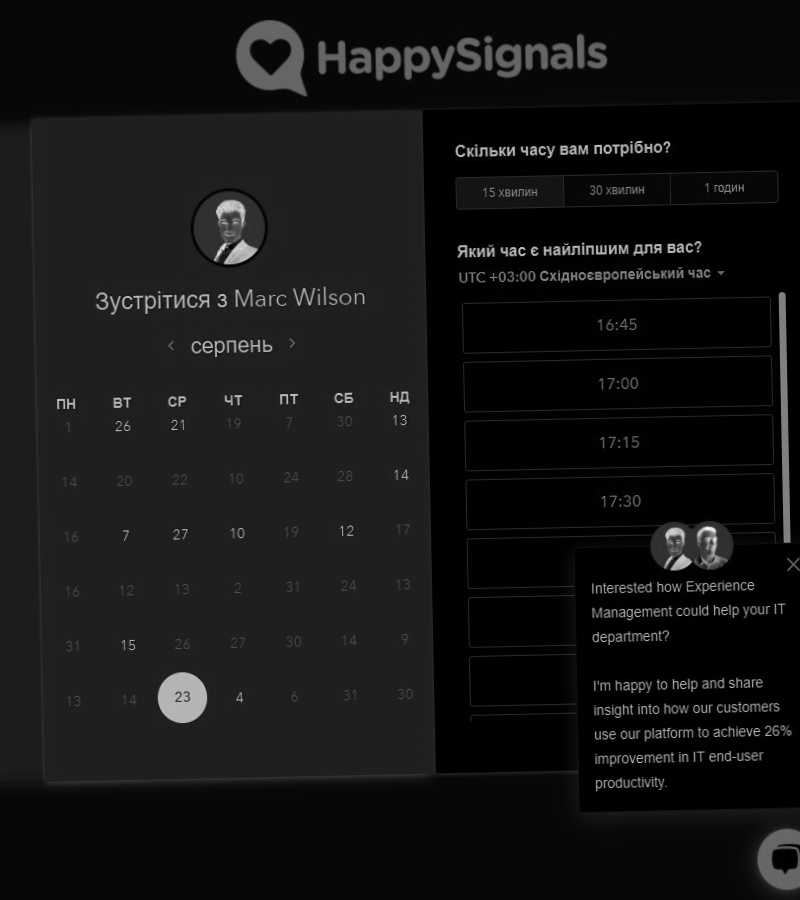 HappySignals
Зустрітися з Marc Wilson
серпень
ПН ВТ СР ЧТ ПТ СБ НД
1 26 21 19 7 30 13
14 20 22 10 24 28 14
16 7 27 10 19 12 17
16 12 13 2 31 24 13
31 15 26 27 30 14 9
13 14 23 4 6 31 30
Скільки часу вам потрібно?
15 хвилин 30 хвилин 1 годин
Який час є найліпшим для вас?
UTC +03:00 Східноєвропейський час
16:45
17:00
17:15
17:30
Interested how Experience
Management could help your IT
department?
I'm happy to help and share
insight into how our customers
use our platform to achieve 26%
improvement in IT end-user
productivity.